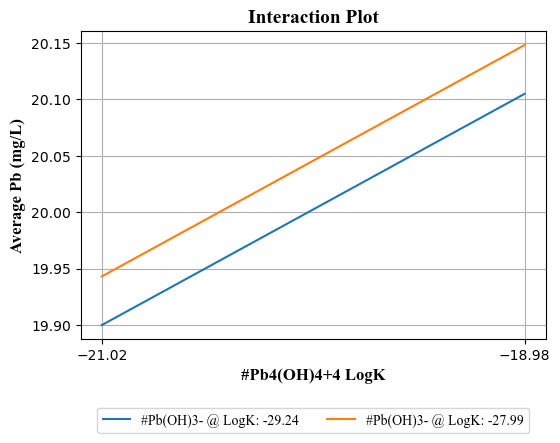 Interaction Plot
20.15
20.10
20.05
20.00
19.95
19.90
Average Pb (mg/L)
−21.02
−18.98
#Pb4(OH)4+4 LogK
#Pb(OH)3- @ LogK: -29.24
#Pb(OH)3- @ LogK: -27.99